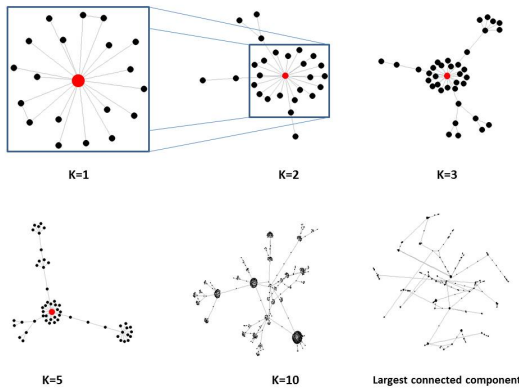 K=1
K=2
K=3
K=5
K=10
Largest connected component